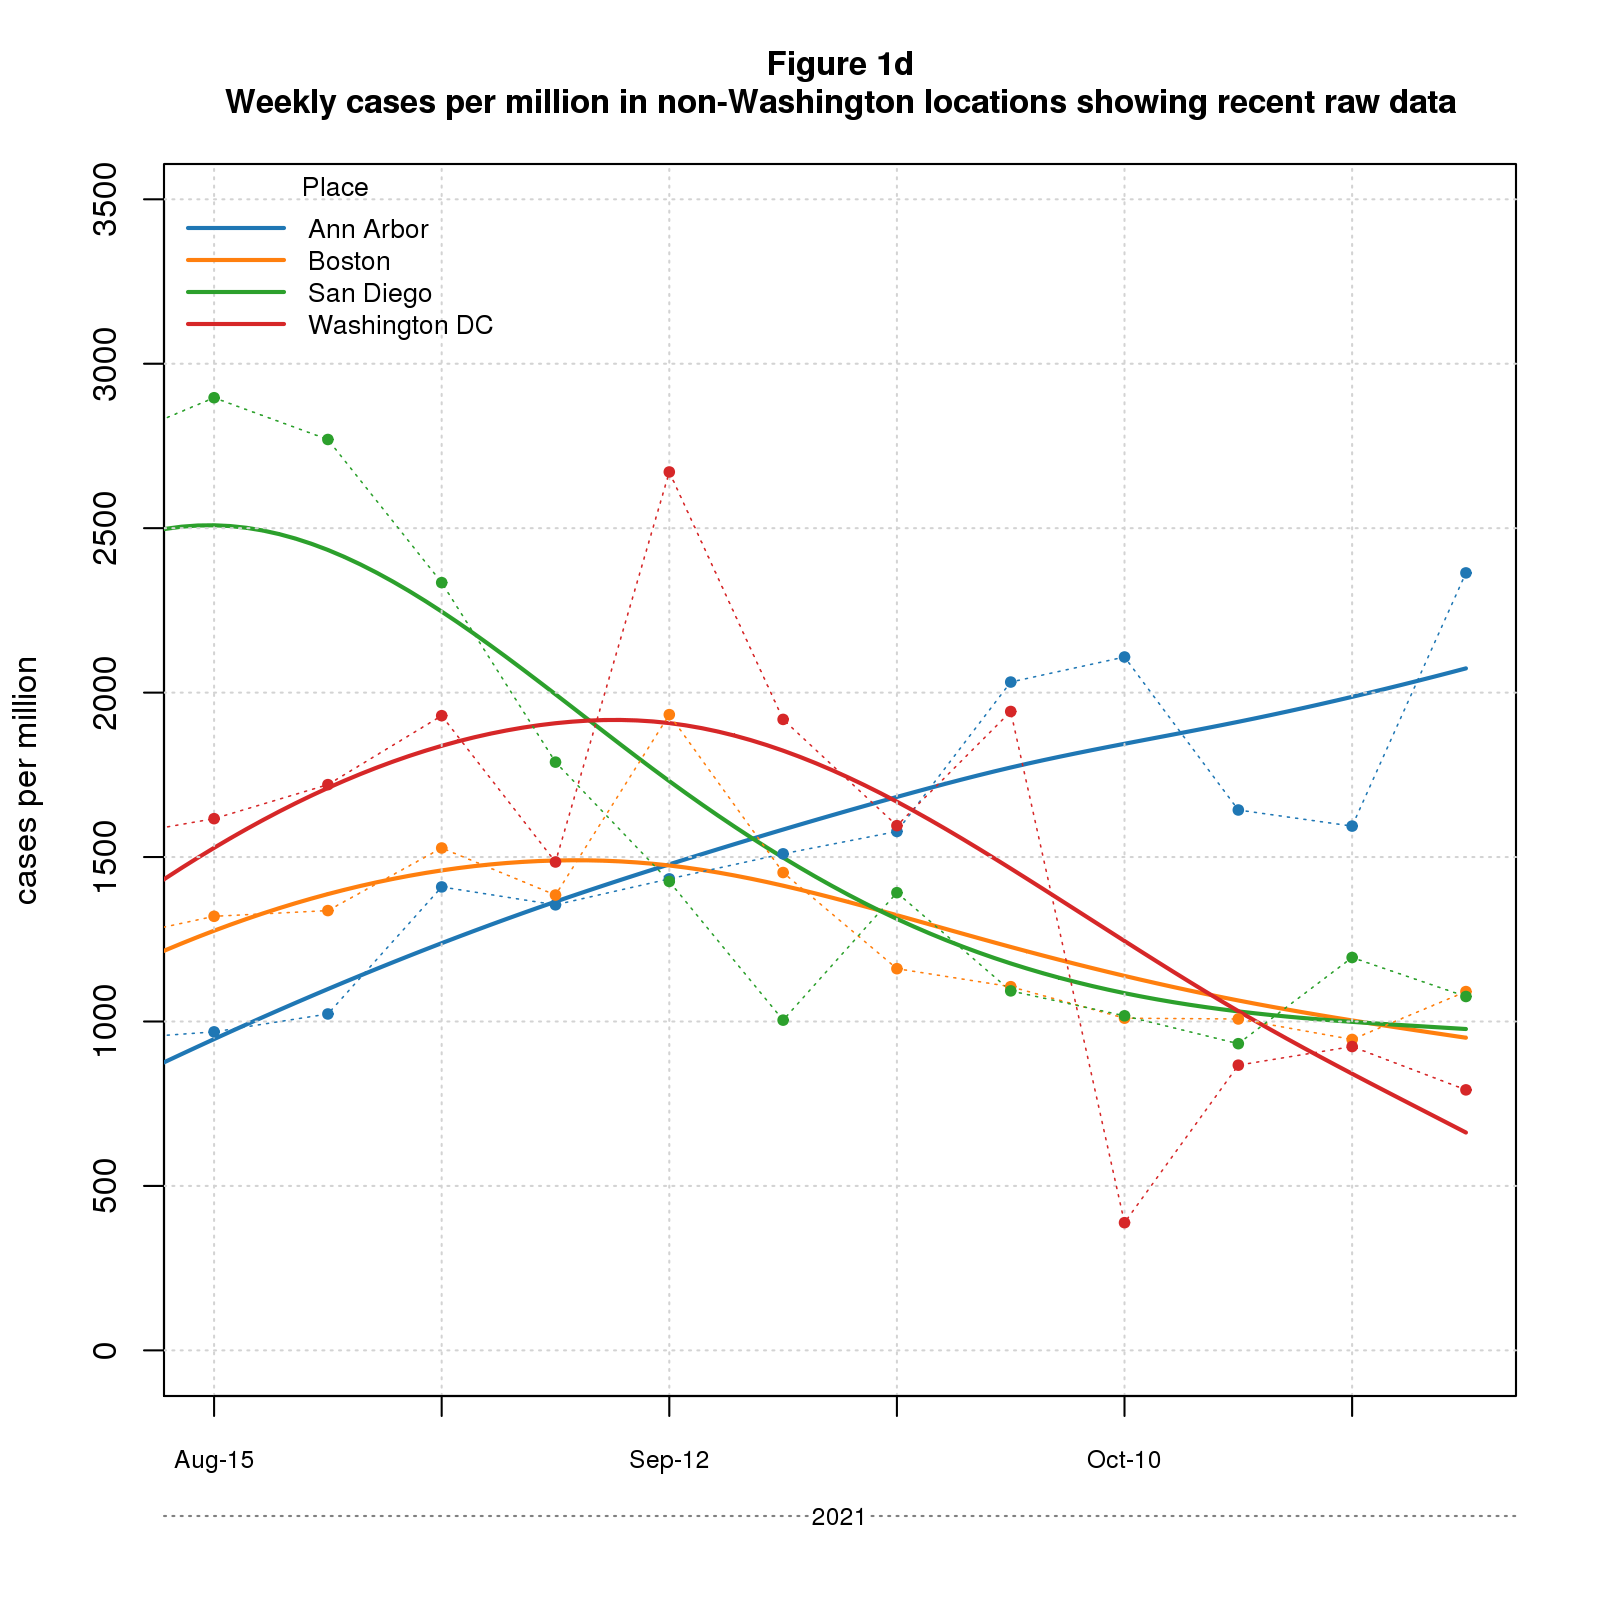 Figure 1d
Weekly cases per million in non-Washington locations showing recent raw data
Place
Ann Arbor
Boston
San Diego
Washington DC
cases per million
3500
3000
2500
2000
1500
1000
500
0
Aug-15
Sep-12
Oct-10
2021